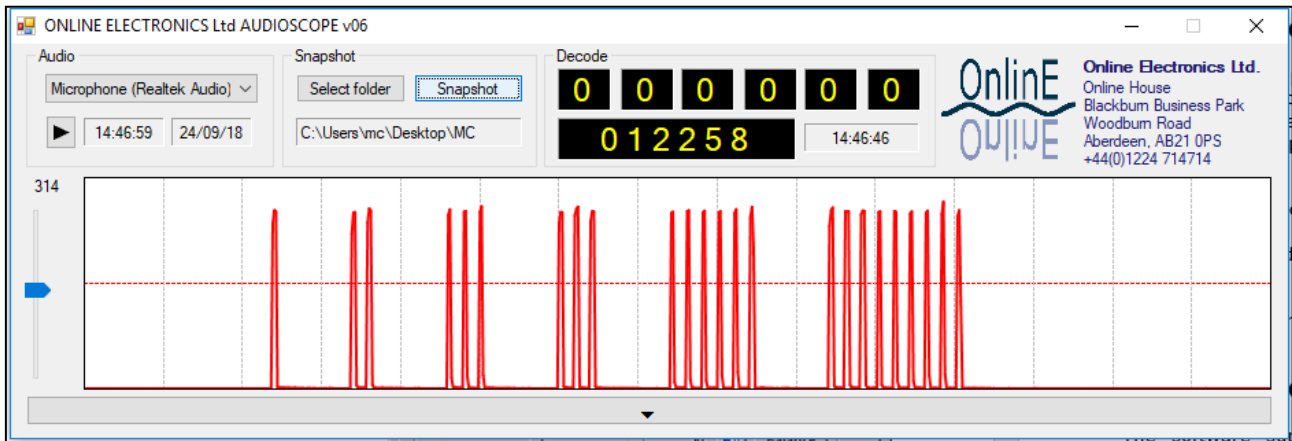 ONLINE ELECTRONICS Ltd AUDIOSCOPE v06
Audio
Microphone (Realtek Audio)
14:46:59 24/09/18
Snapshot
Select folder Snapshot
C:\Users\mc\Desktop\MC
Decode
0 0 0 0 0 0
012258 14:46:46
OnlinE
OnlinE
Online Electronics Ltd.
Online House
Blackburn Business Park
Woodburn Road
Aberdeen, AB21 0PS
+44(0)1224 714714
314